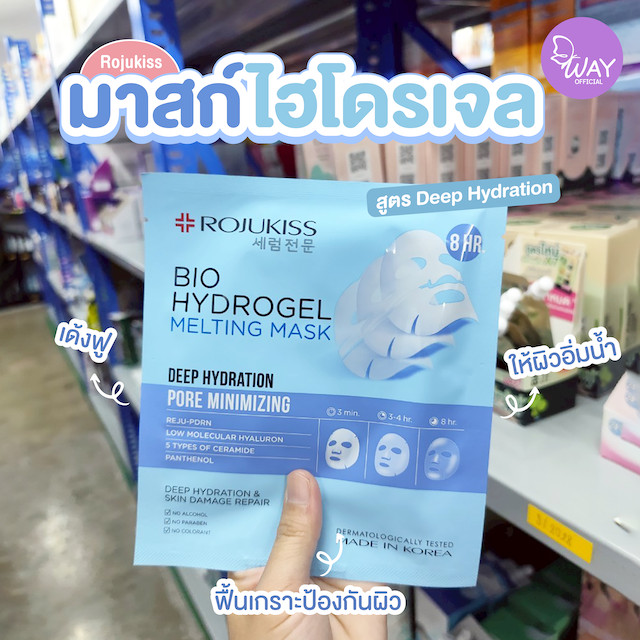 Rojukiss
มาสก์ไฮโดรเจล
WAY
OFFICIAL
สูตร Deep Hydration
ROJUKISS
세럼전문
8 HR.
BIO
HYDROGEL
MELTING MASK
เด้งฟู
ให้ผิวอิ่มน้ำ
DEEP HYDRATION
PORE MINIMIZING
REJU-PDRN
LOW MOLECULAR HYALURON
5 TYPES OF CERAMIDE
PANTHENOL
3 min.
3-4 hr.
8 hr.
DEEP HYDRATION &
SKIN DAMAGE REPAIR
NO ALCOHOL
NO PARABEN
NO COLORANT
DERMATOLOGICALLY TESTED
MADE IN KOREA
ฟื้นเกราะป้องกันผิว